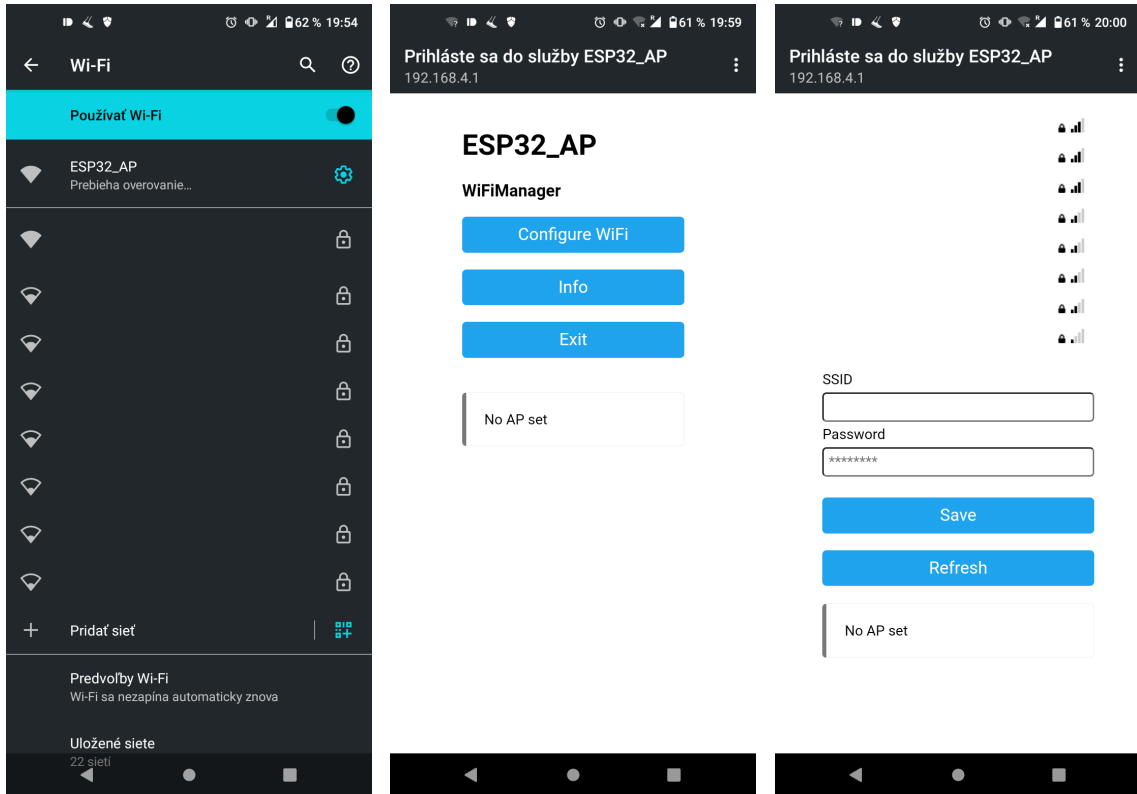 62 % 19:54
Wi-Fi
Používať Wi-Fi
ESP32_AP
Prebieha overovanie…
Pridať sieť
Predvoľby Wi-Fi
Wi-Fi sa nezapína automaticky znova
Uložené siete
22 sietí
R 61 % 19:59
Prihláste sa do služby ESP32_AP
192.168.4.1
ESP32_AP
WiFiManager
Configure WiFi
Info
Exit
No AP set
R 61 % 20:00
Prihláste sa do služby ESP32_AP
192.168.4.1
SSID
Password
********
Save
Refresh
No AP set